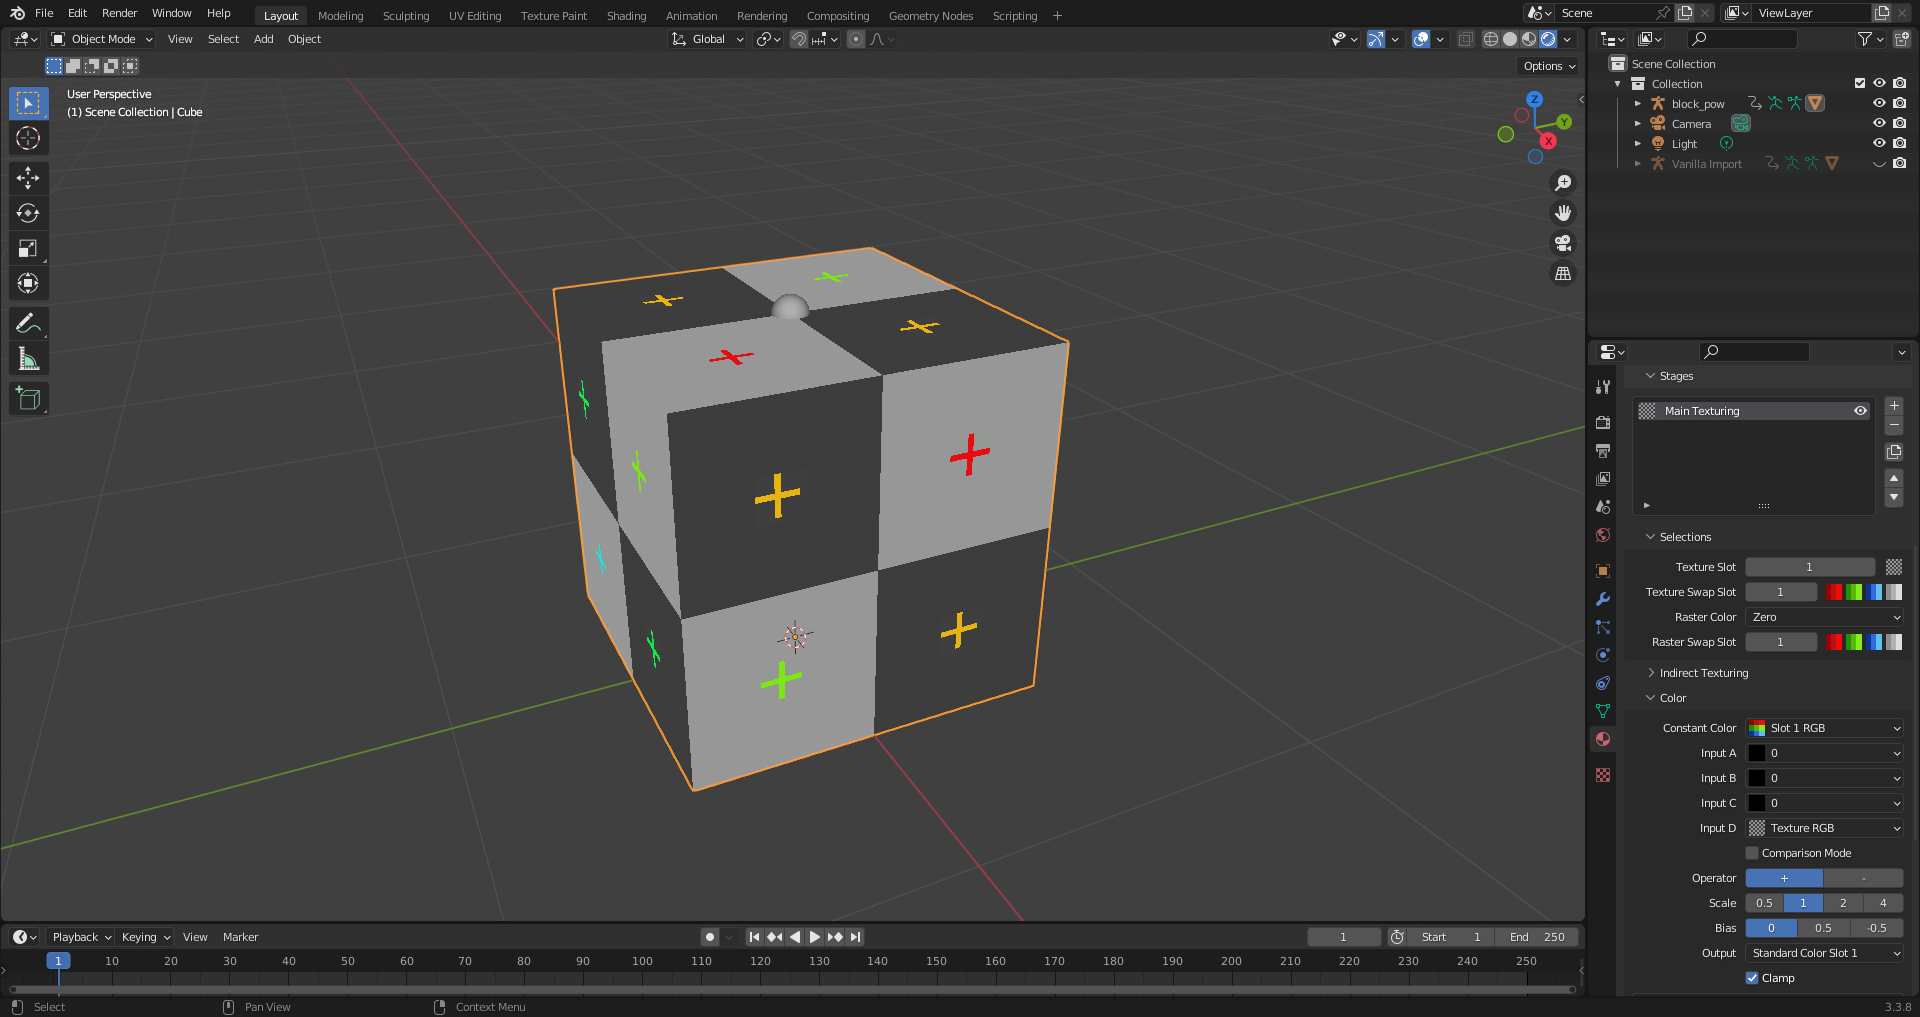 File Edit Render Window Help Layout Modeling Sculpting UV Editing Texture Paint Shading Animation Rendering Compositing Geometry Nodes Scripting + Scene ViewLayer
Object Mode View Select Add Object Global
Options
User Perspective
(1) Scene Collection | Cube
Z
Y
X
Scene Collection
Collection
block_pow
Camera
Light
Vanilla Import
Stages
Main Texturing
Selections
Texture Slot 1
Texture Swap Slot 1
Raster Color Zero
Raster Swap Slot 1
Indirect Texturing
Color
Constant Color Slot 1 RGB
Input A 0
Input B 0
Input C 0
Input D Texture RGB
Comparison Mode
Operator + -
Scale 0.5 1 2 4
Bias 0 0.5 -0.5
Output Standard Color Slot 1
Clamp
Playback Keying View Marker 1 Start 1 End 250
1 10 20 30 40 50 60 70 80 90 100 110 120 130 140 150 160 170 180 190 200 210 220 230 240 250
Select Pan View Context Menu 3.3.8